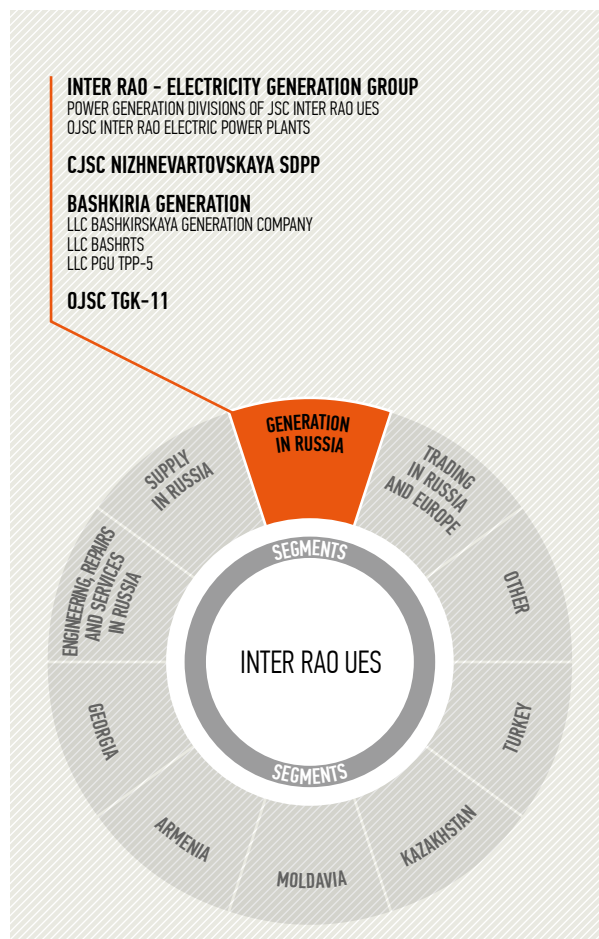 INTER RAO - ELECTRICITY GENERATION GROUP
POWER GENERATION DIVISIONS OF JSC INTER RAO UES
OJSC INTER RAO ELECTRIC POWER PLANTS
CJSC NIZHNEVARTOVSKAYA SDPP
BASHKIRIA GENERATION
LLC BASHKIRSKAYA GENERATION COMPANY
LLC BASHRTS
LLC PGU TPP-5
OJSC TGK-11
GENERATION
IN RUSSIA
TRADING
IN RUSSIA
AND EUROPE
OTHER
TURKEY
KAZAKHSTAN
MOLDAVIA
ARMENIA
GEORGIA
ENGINEERING, REPAIRS
AND SERVICES
IN RUSSIA
SUPPLY
IN RUSSIA
SEGMENTS
INTER RAO UES
SEGMENTS